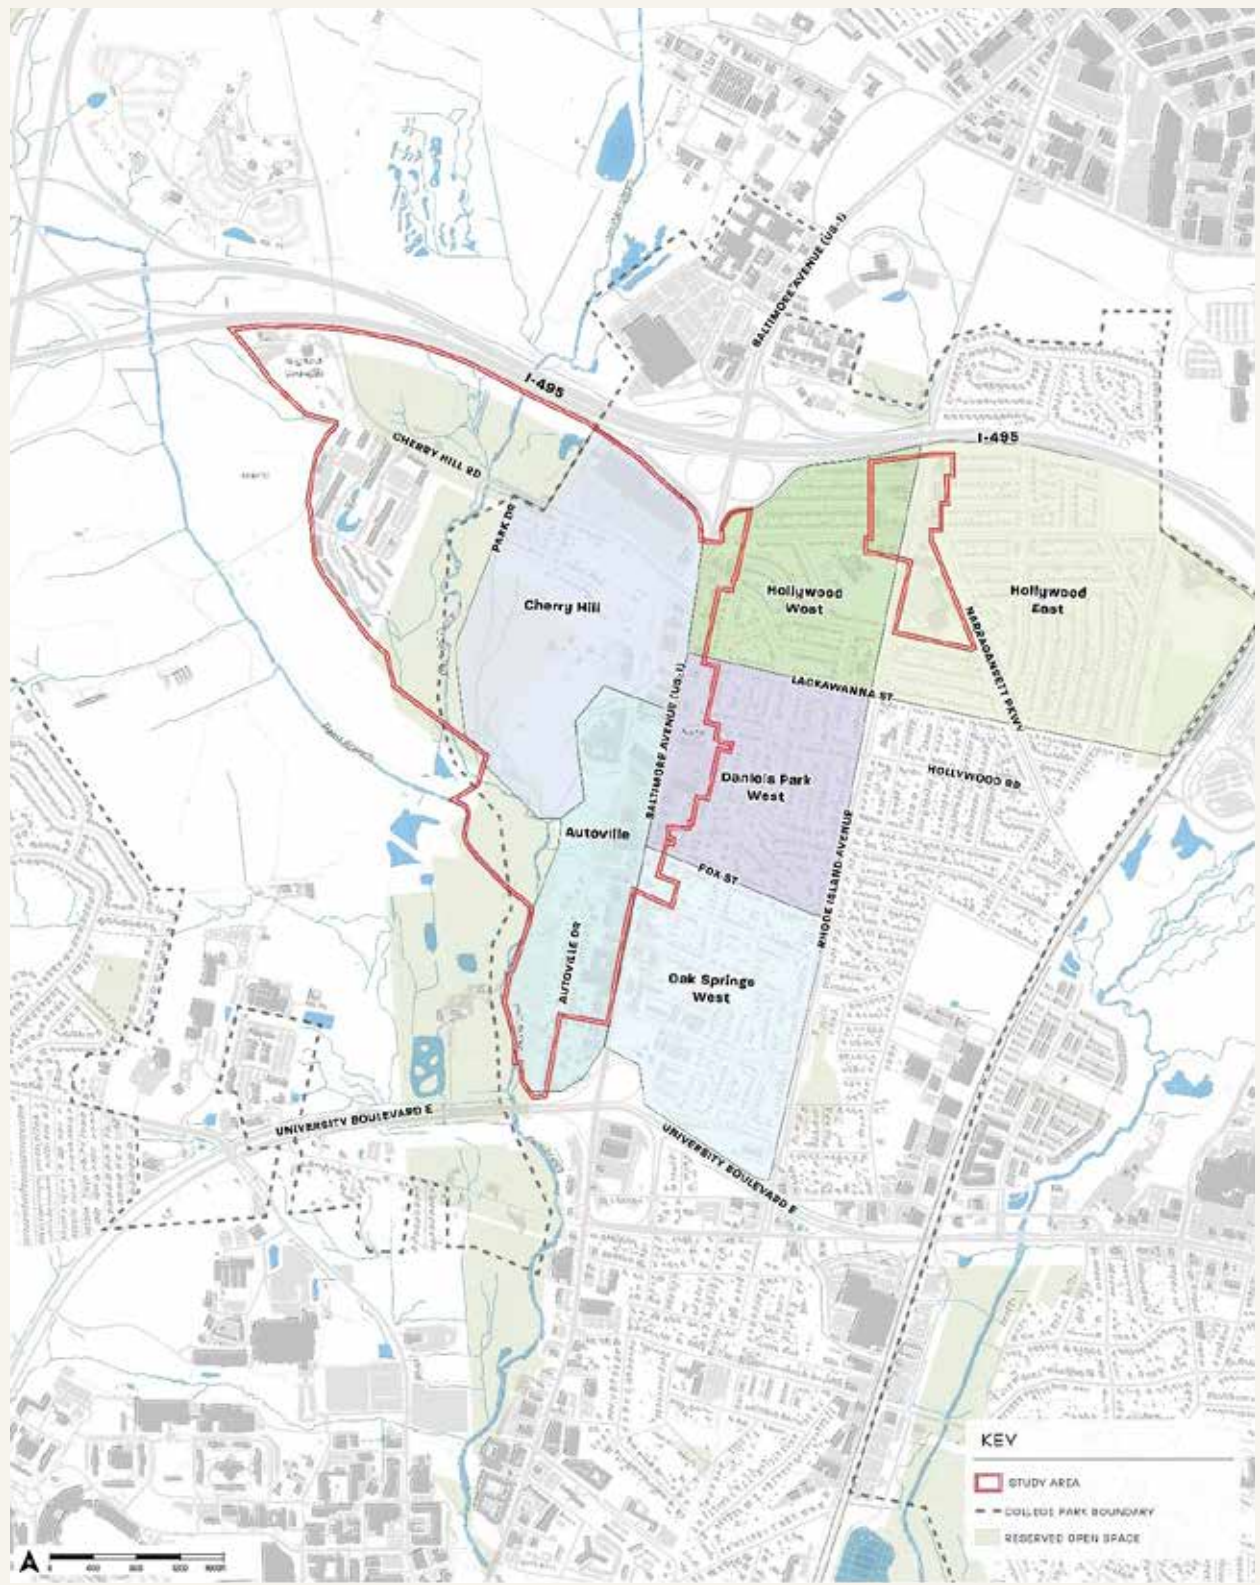 BALTIMORE AVENUE (US-1)
I-495
I-495
CHERRY HILL RD
PARK DR
Cherry Hill
Hollywood
West
Hollywood
East
NARRAGANSETT PKWY
LACKAWANNA ST
BALTIMORE AVENUE (US-1)
HOLLYWOOD RD
Daniels Park
West
Autoville
RHODE ISLAND AVENUE
FOX ST
AUTOVILLE DR
Oak Springs
West
UNIVERSITY BOULEVARD E
UNIVERSITY BOULEVARD E
KEY
STUDY AREA
COLLEGE PARK BOUNDARY
RESERVED OPEN SPACE
A
0